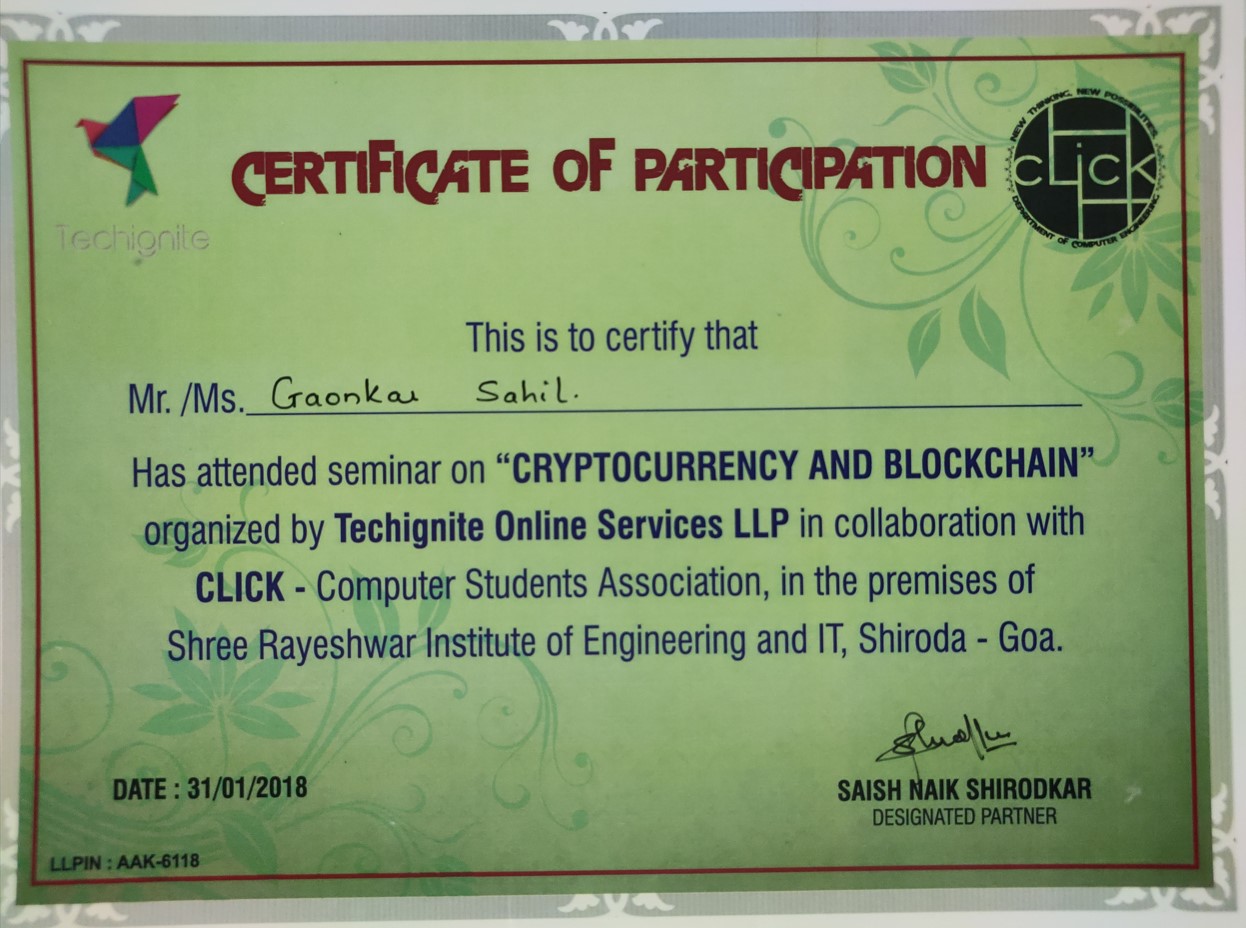 Techignite
CERTIFICATE OF PARTICIPATION
NEW THINKING, NEW POSSIBILITIES
CLICK
DEPARTMENT OF COMPUTER ENGINEERING
This is to certify that
Mr. /Ms. Gaonkar Sahil.
Has attended seminar on “CRYPTOCURRENCY AND BLOCKCHAIN”
organized by Techignite Online Services LLP in collaboration with
CLICK - Computer Students Association, in the premises of
Shree Rayeshwar Institute of Engineering and IT, Shiroda - Goa.
DATE : 31/01/2018
SAISH NAIK SHIRODKAR
DESIGNATED PARTNER
LLPIN : AAK-6118